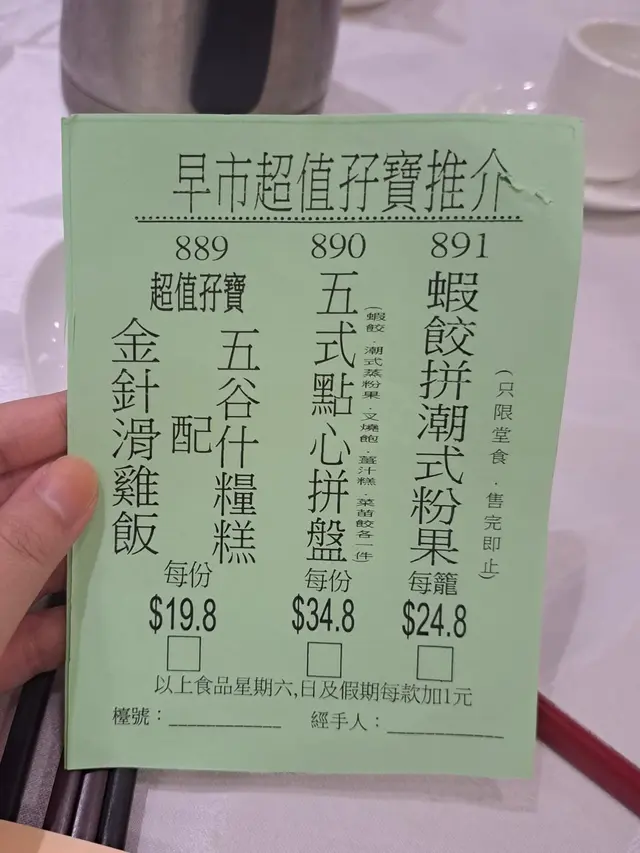 早市超值孖寶推介
891
蝦餃拼潮式粉果
(只限堂食．售完即止)
每籠
$24.8
890
五式點心拼盤
(蝦餃．潮式蒸粉果．叉燒飽．薑汁糕．菜苗餃各一件)
每份
$34.8
889
超值孖寶
五谷什糧糕
配
金針滑雞飯
每份
$19.8
以上食品星期六,日及假期每款加1元
檯號：____________ 經手人：____________